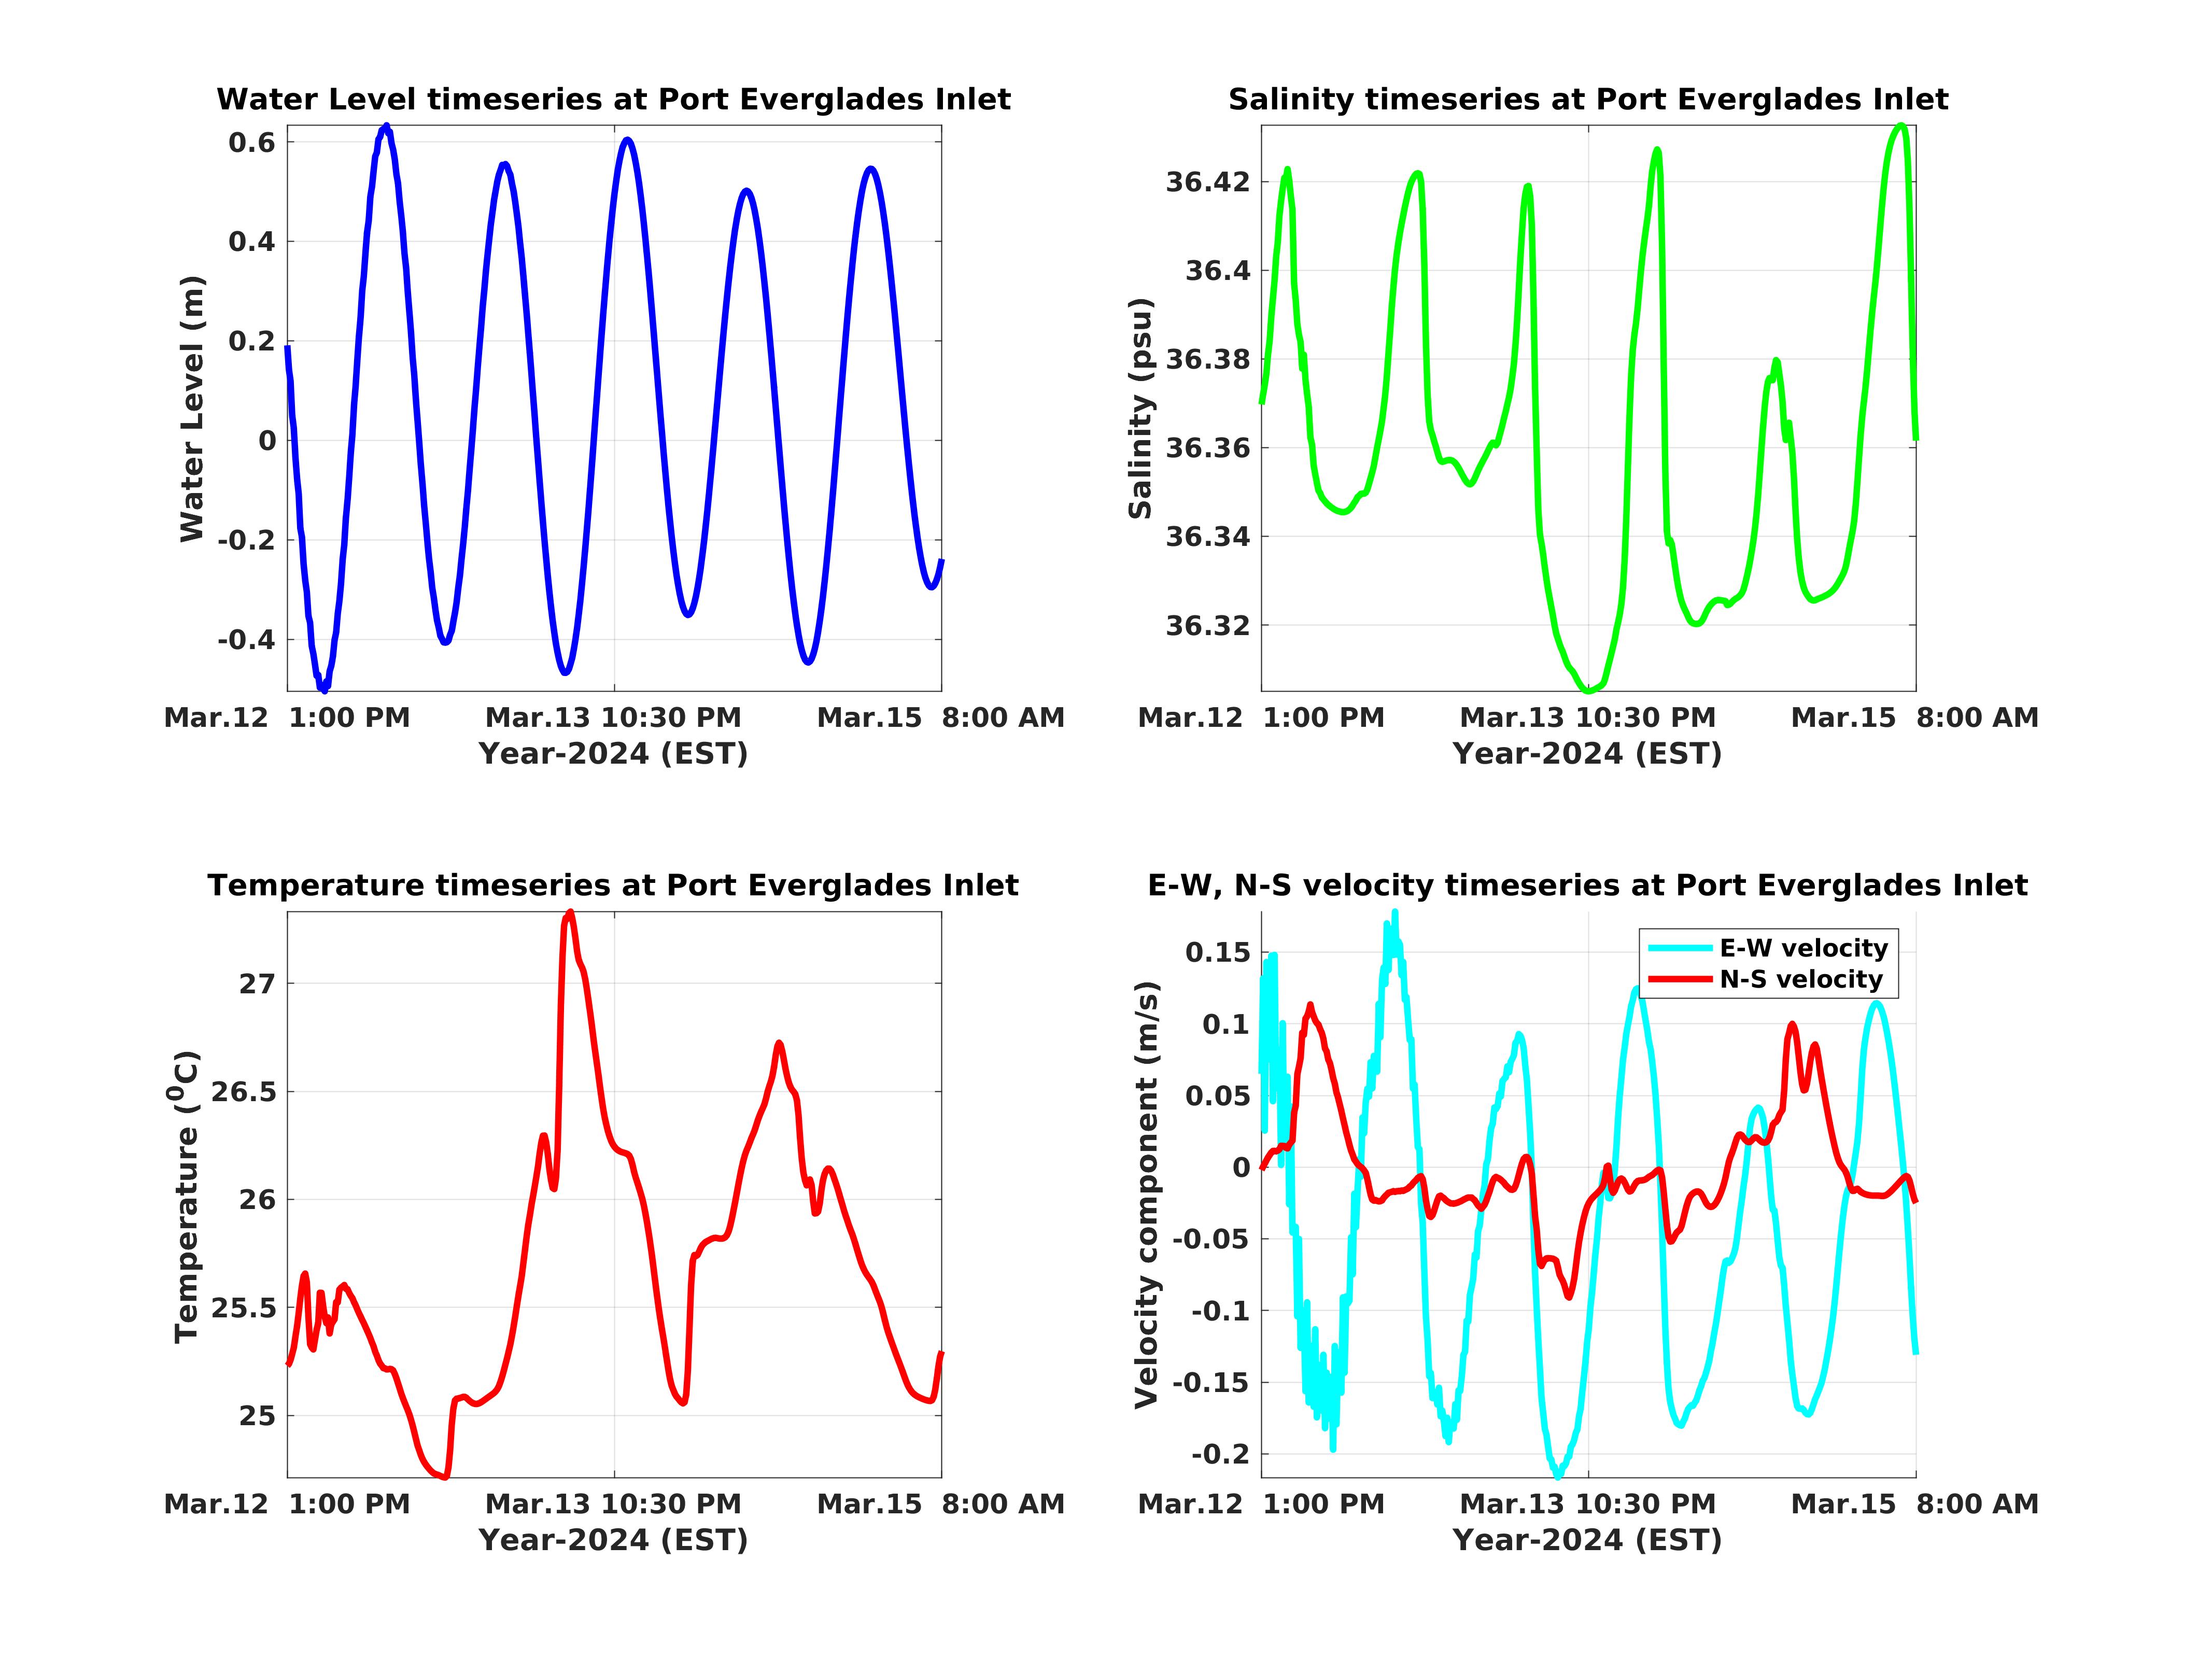 Water Level timeseries at Port Everglades Inlet
0.6
0.4
0.2
0
-0.2
-0.4
Water Level (m)
Mar.12 1:00 PM Mar.13 10:30 PM Mar.15 8:00 AM
Year-2024 (EST)
Salinity timeseries at Port Everglades Inlet
36.42
36.4
36.38
36.36
36.34
36.32
Salinity (psu)
Mar.12 1:00 PM Mar.13 10:30 PM Mar.15 8:00 AM
Year-2024 (EST)
Temperature timeseries at Port Everglades Inlet
27
26.5
26
25.5
25
Temperature (⁰C)
Mar.12 1:00 PM Mar.13 10:30 PM Mar.15 8:00 AM
Year-2024 (EST)
E-W, N-S velocity timeseries at Port Everglades Inlet
E-W velocity
N-S velocity
0.15
0.1
0.05
0
-0.05
-0.1
-0.15
-0.2
Velocity component (m/s)
Mar.12 1:00 PM Mar.13 10:30 PM Mar.15 8:00 AM
Year-2024 (EST)